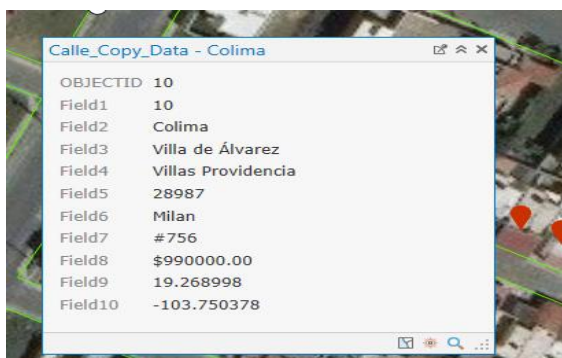 Calle_Copy_Data - Colima
OBJECTID 10
Field1 10
Field2 Colima
Field3 Villa de Álvarez
Field4 Villas Providencia
Field5 28987
Field6 Milan
Field7 #756
Field8 $990000.00
Field9 19.268998
Field10 -103.750378